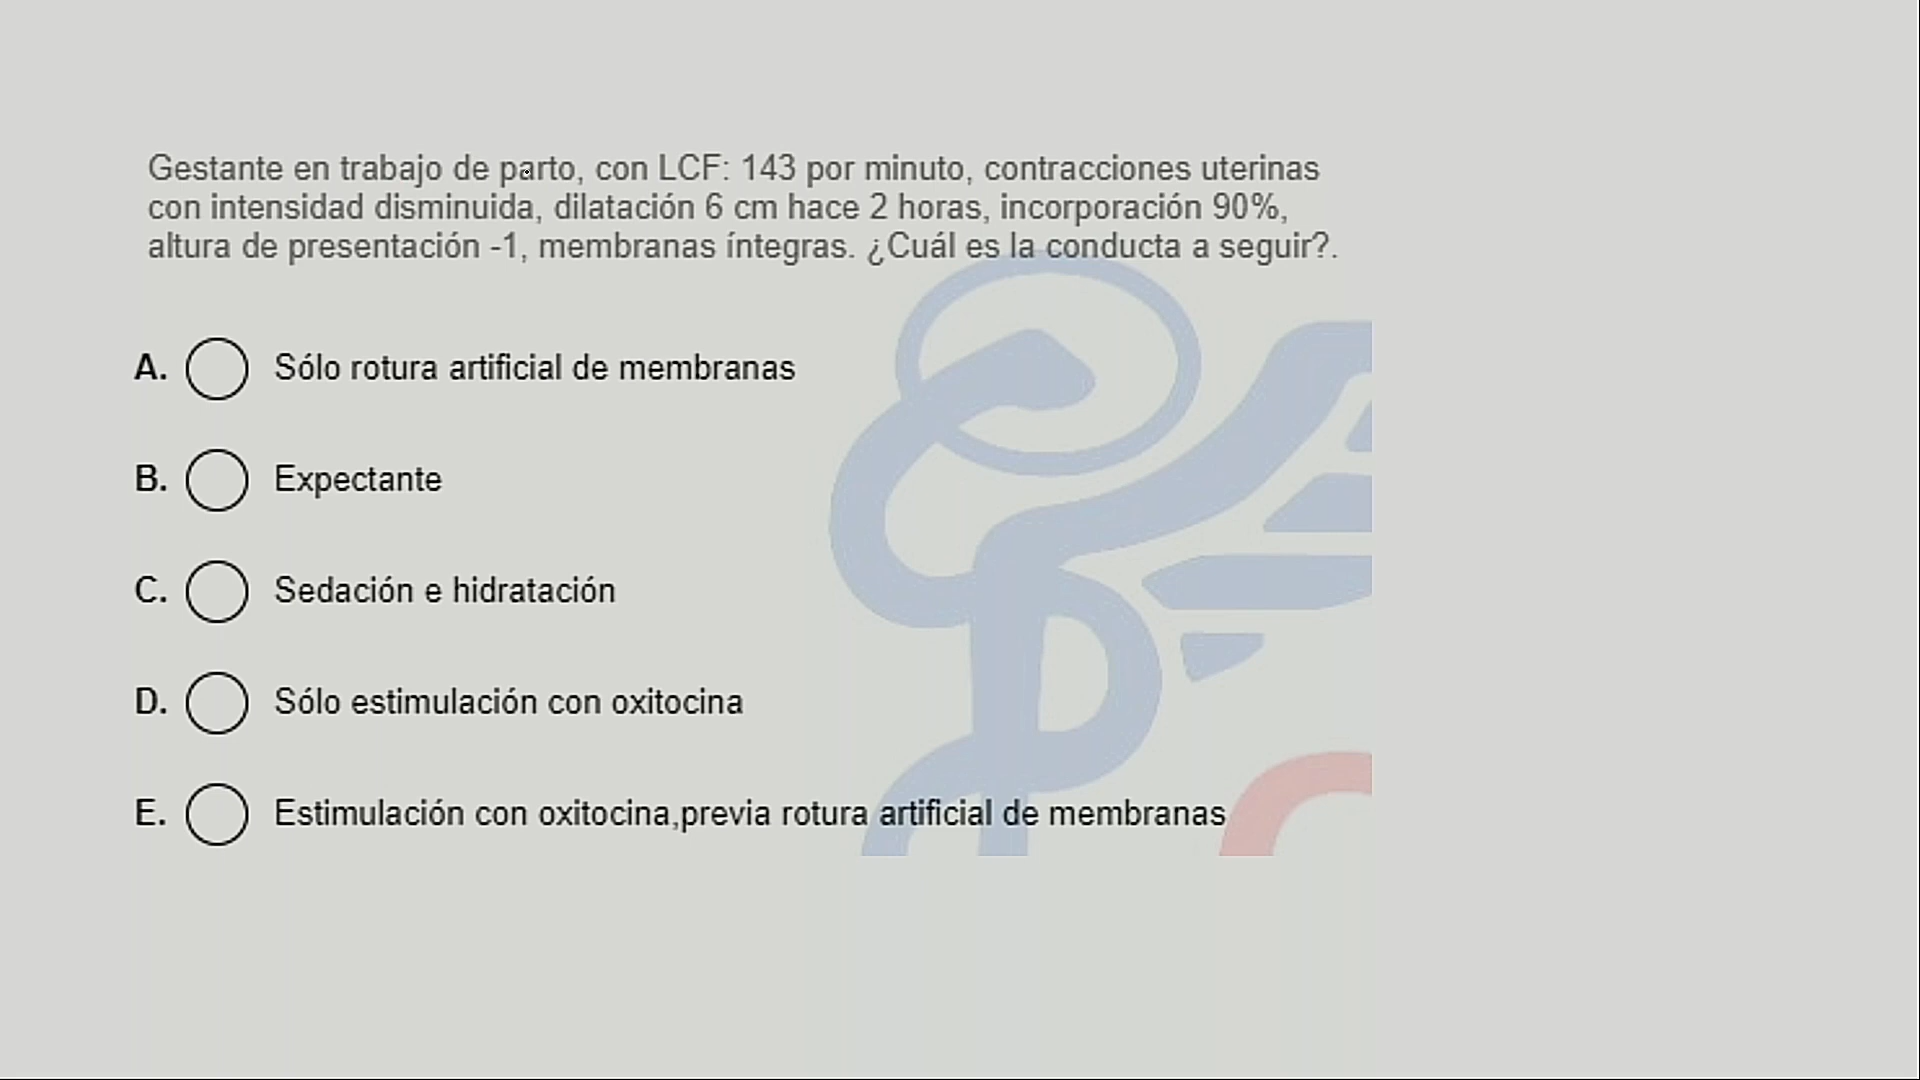 Gestante en trabajo de parto, con LCF: 143 por minuto, contracciones uterinas
con intensidad disminuida, dilatación 6 cm hace 2 horas, incorporación 90%,
altura de presentación -1, membranas íntegras. ¿Cuál es la conducta a seguir?.
A. Sólo rotura artificial de membranas
B. Expectante
C. Sedación e hidratación
D. Sólo estimulación con oxitocina
E. Estimulación con oxitocina,previa rotura artificial de membranas